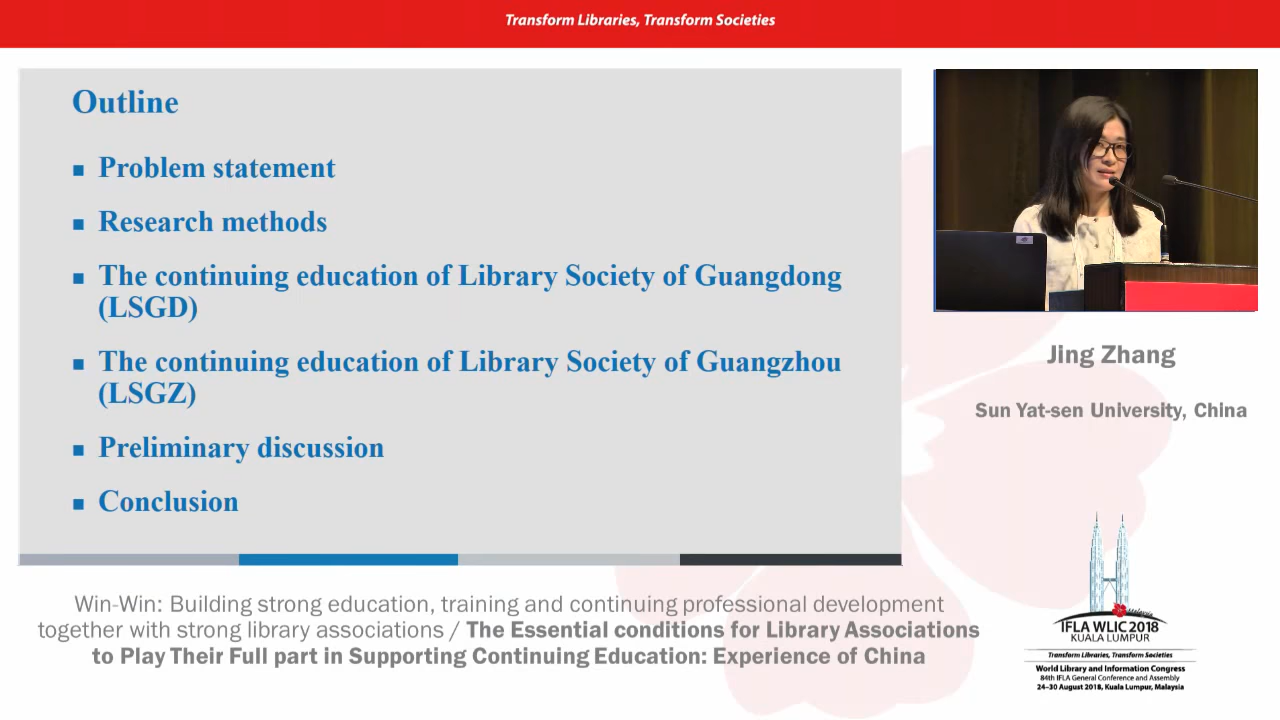 Transform Libraries, Transform Societies
Outline
Problem statement
Research methods
The continuing education of Library Society of Guangdong
(LSGD)
The continuing education of Library Society of Guangzhou
(LSGZ)
Preliminary discussion
Conclusion
Jing Zhang
Sun Yat-sen University, China
Win-Win: Building strong education, training and continuing professional development
together with strong library associations / The Essential conditions for Library Associations
to Play Their Full part in Supporting Continuing Education: Experience of China
Malaysia
IFLA WLIC 2018
KUALA LUMPUR
Transform Libraries, Transform Societies
World Library and Information Congress
84th IFLA General Conference and Assembly
24–30 August 2018, Kuala Lumpur, Malaysia